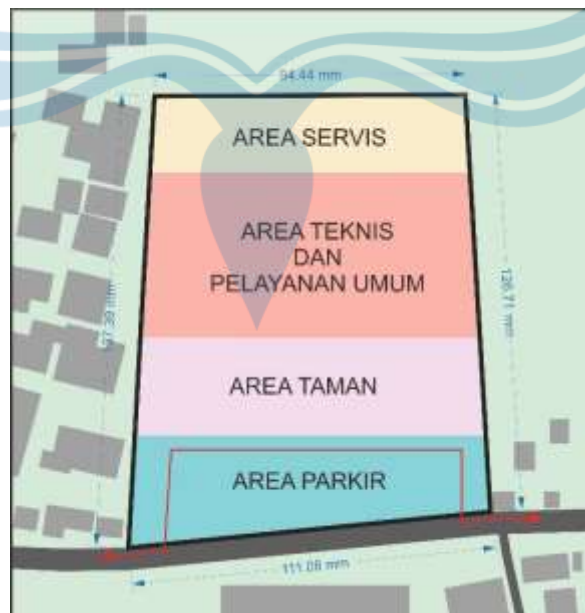 94.44 mm
AREA SERVIS
AREA TEKNIS
DAN
PELAYANAN UMUM
126.71 mm
AREA TAMAN
AREA PARKIR
111.08 mm